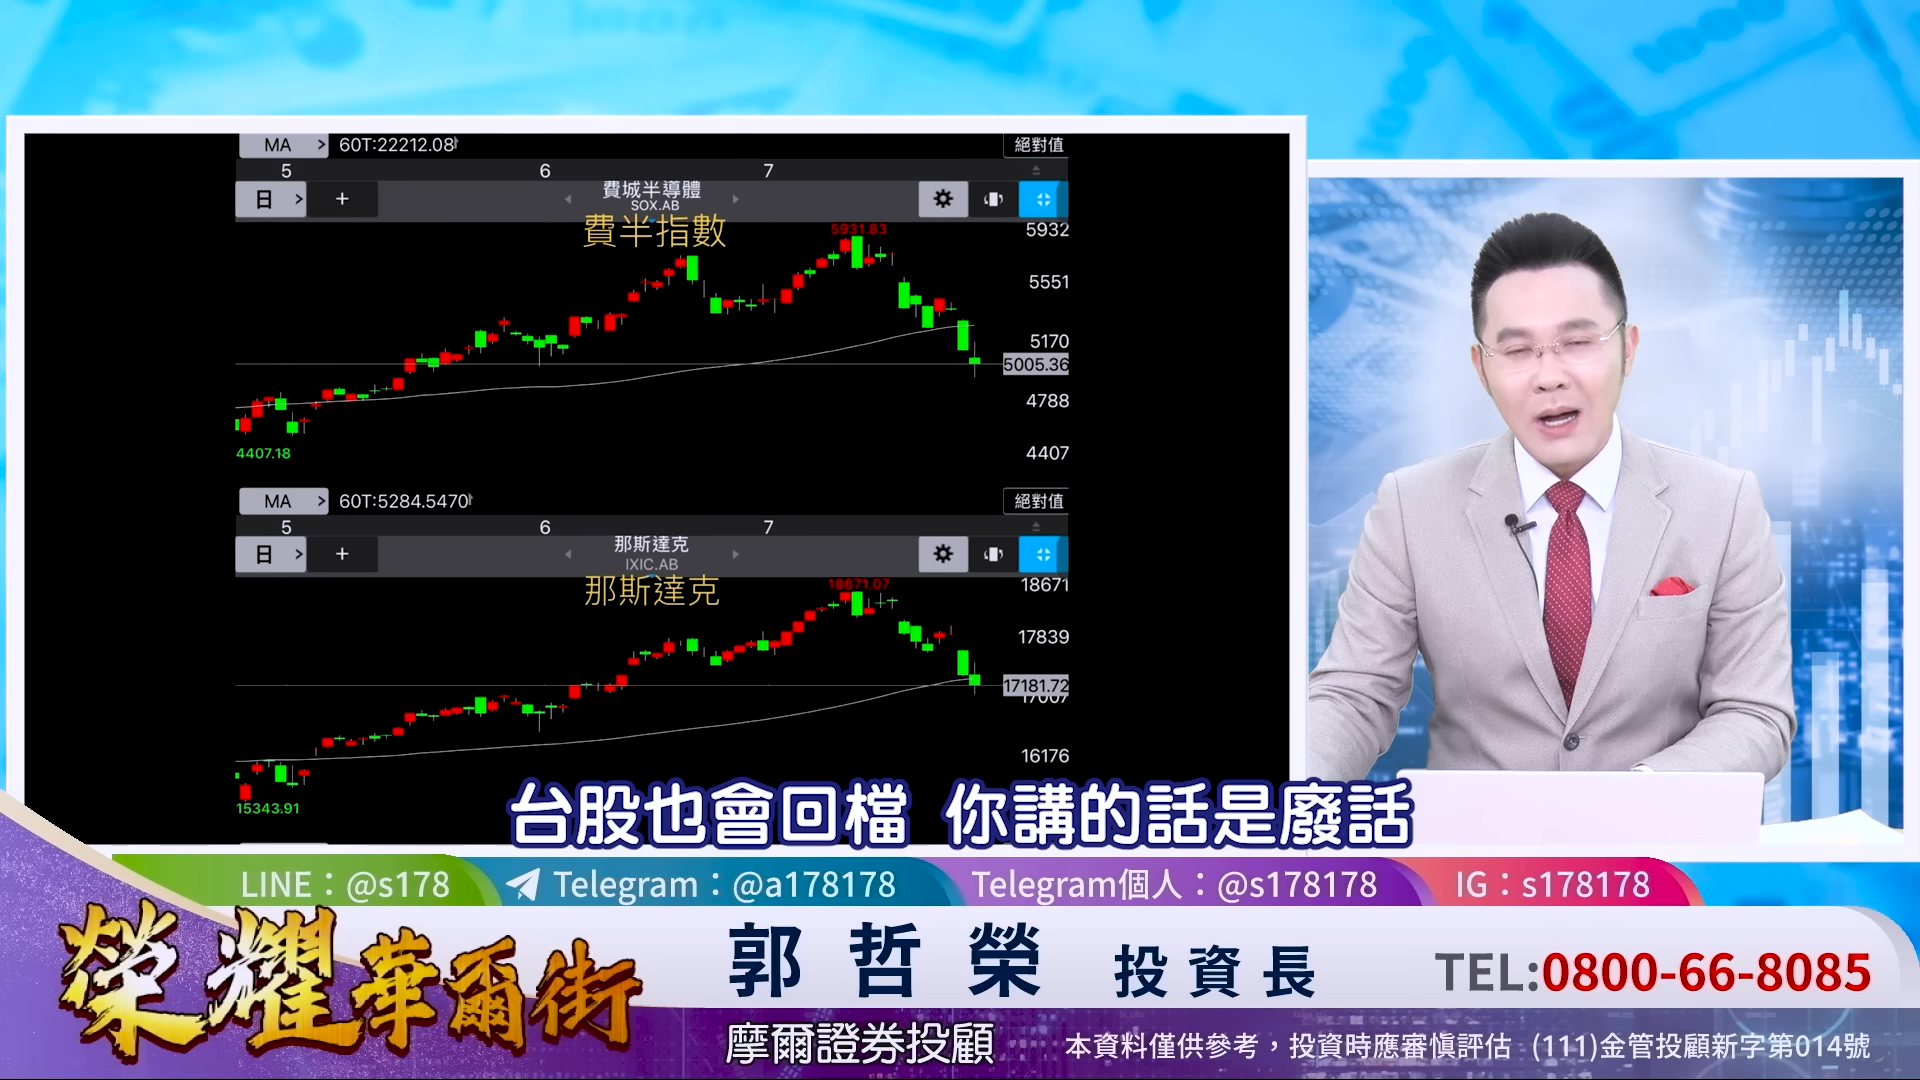 MA > 60T:22212.08 絕對值
5 6 7
日 > + 費城半導體
SOX.AB
費半指數
5931.83
5932
5551
5170
5005.36
4788
4407
4407.18
MA > 60T:5284.5470 絕對值
5 6 7
日 > + 那斯達克
IXIC.AB
那斯達克
18671.07
18671
17839
17181.72
17007
16176
15343.91
台股也會回檔 你講的話是廢話
LINE：@s178 Telegram：@a178178 Telegram個人：@s178178 IG：s178178
榮耀華爾街
郭哲榮 投資長 TEL:0800-66-8085
摩爾證券投顧 本資料僅供參考，投資時應審慎評估 (111)金管投顧新字第014號